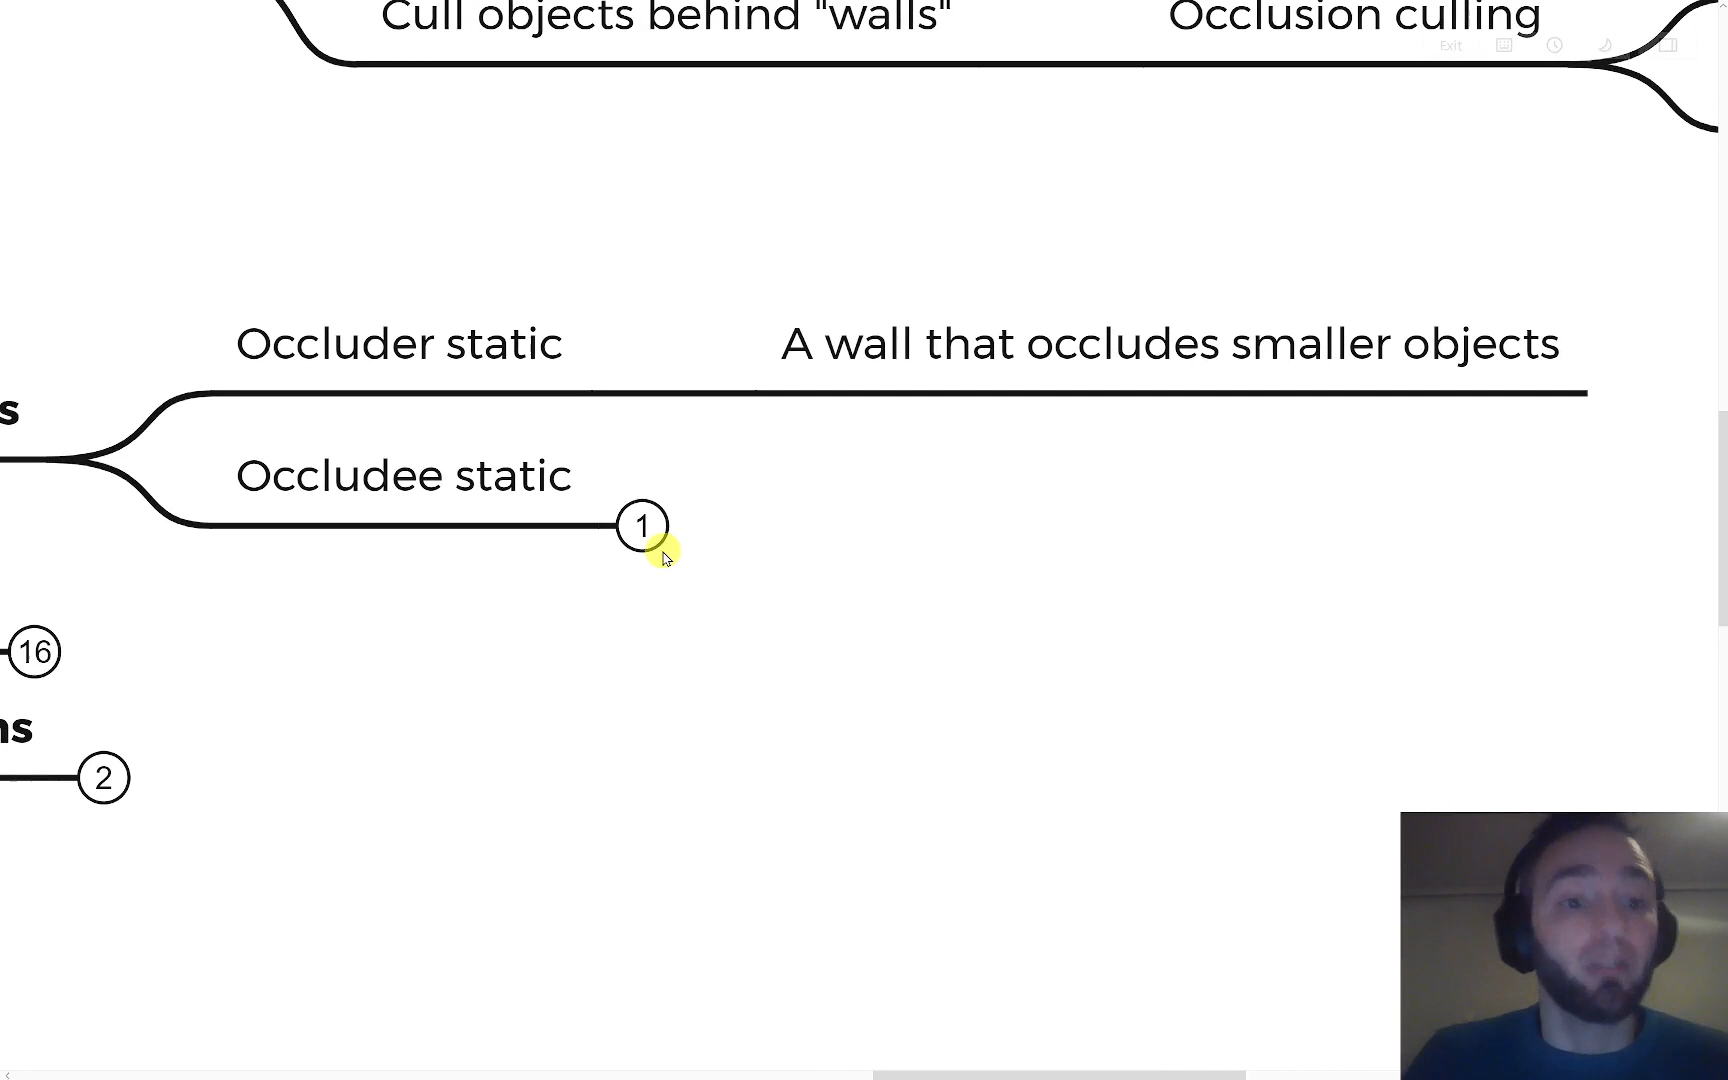 Cull objects behind "walls"
Occlusion culling
Exit
Occluder static
A wall that occludes smaller objects
s
Occludee static
1
16
ns
2